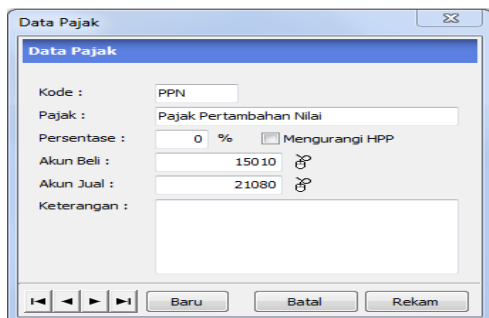 Data Pajak
Data Pajak
Kode : PPN
Pajak : Pajak Pertambahan Nilai
Persentase : 0 % Mengurangi HPP
Akun Beli : 15010
Akun Jual : 21080
Keterangan :
Baru Batal Rekam